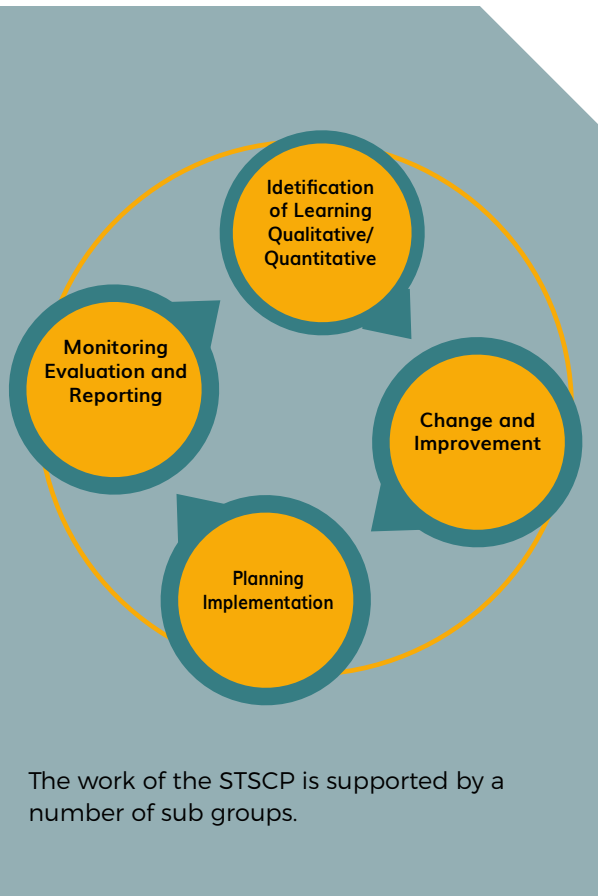 Idetification
of Learning
Qualitative/
Quantitative
Monitoring
Evaluation and
Reporting
Change and
Improvement
Planning
Implementation
The work of the STSCP is supported by a
number of sub groups.